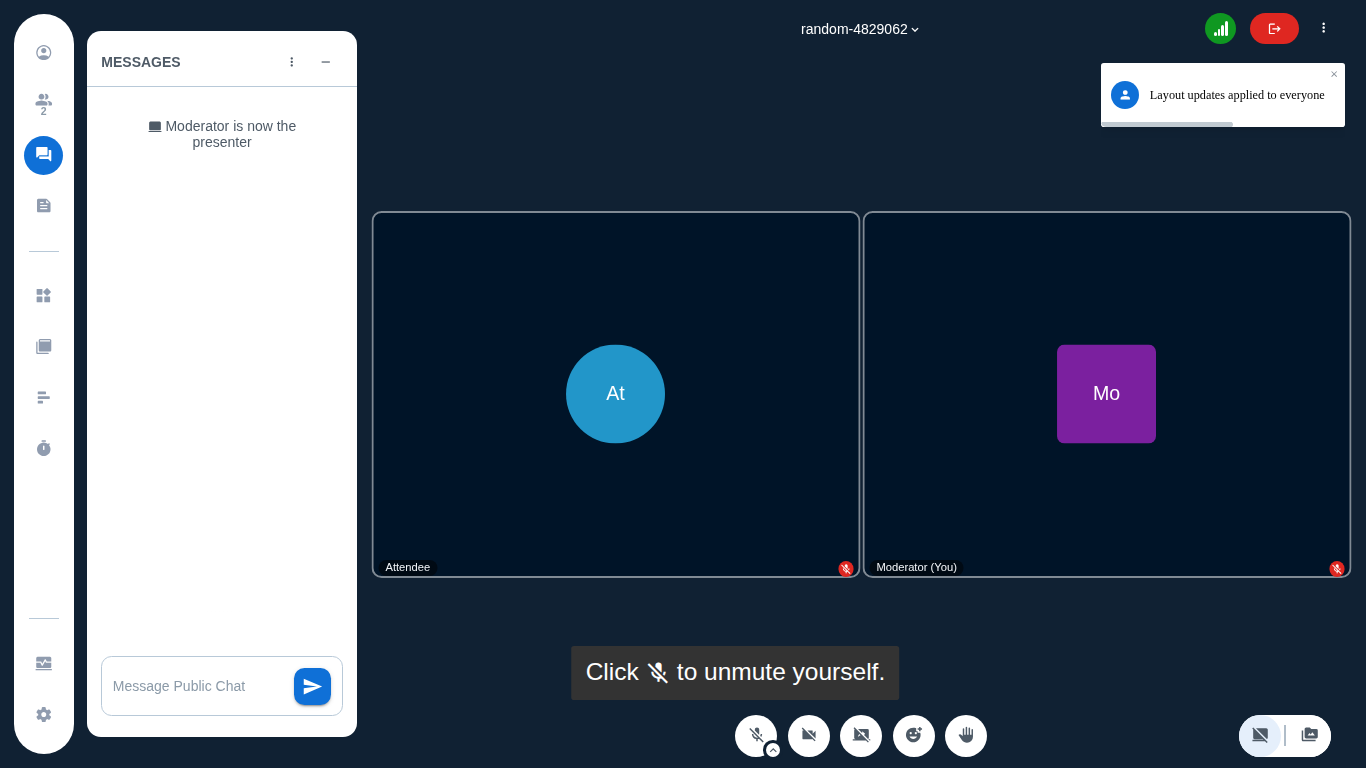 random-4829062
MESSAGES
2
Layout updates applied to everyone
Moderator is now the
presenter
At
Mo
Attendee
Moderator (You)
Click to unmute yourself.
Message Public Chat